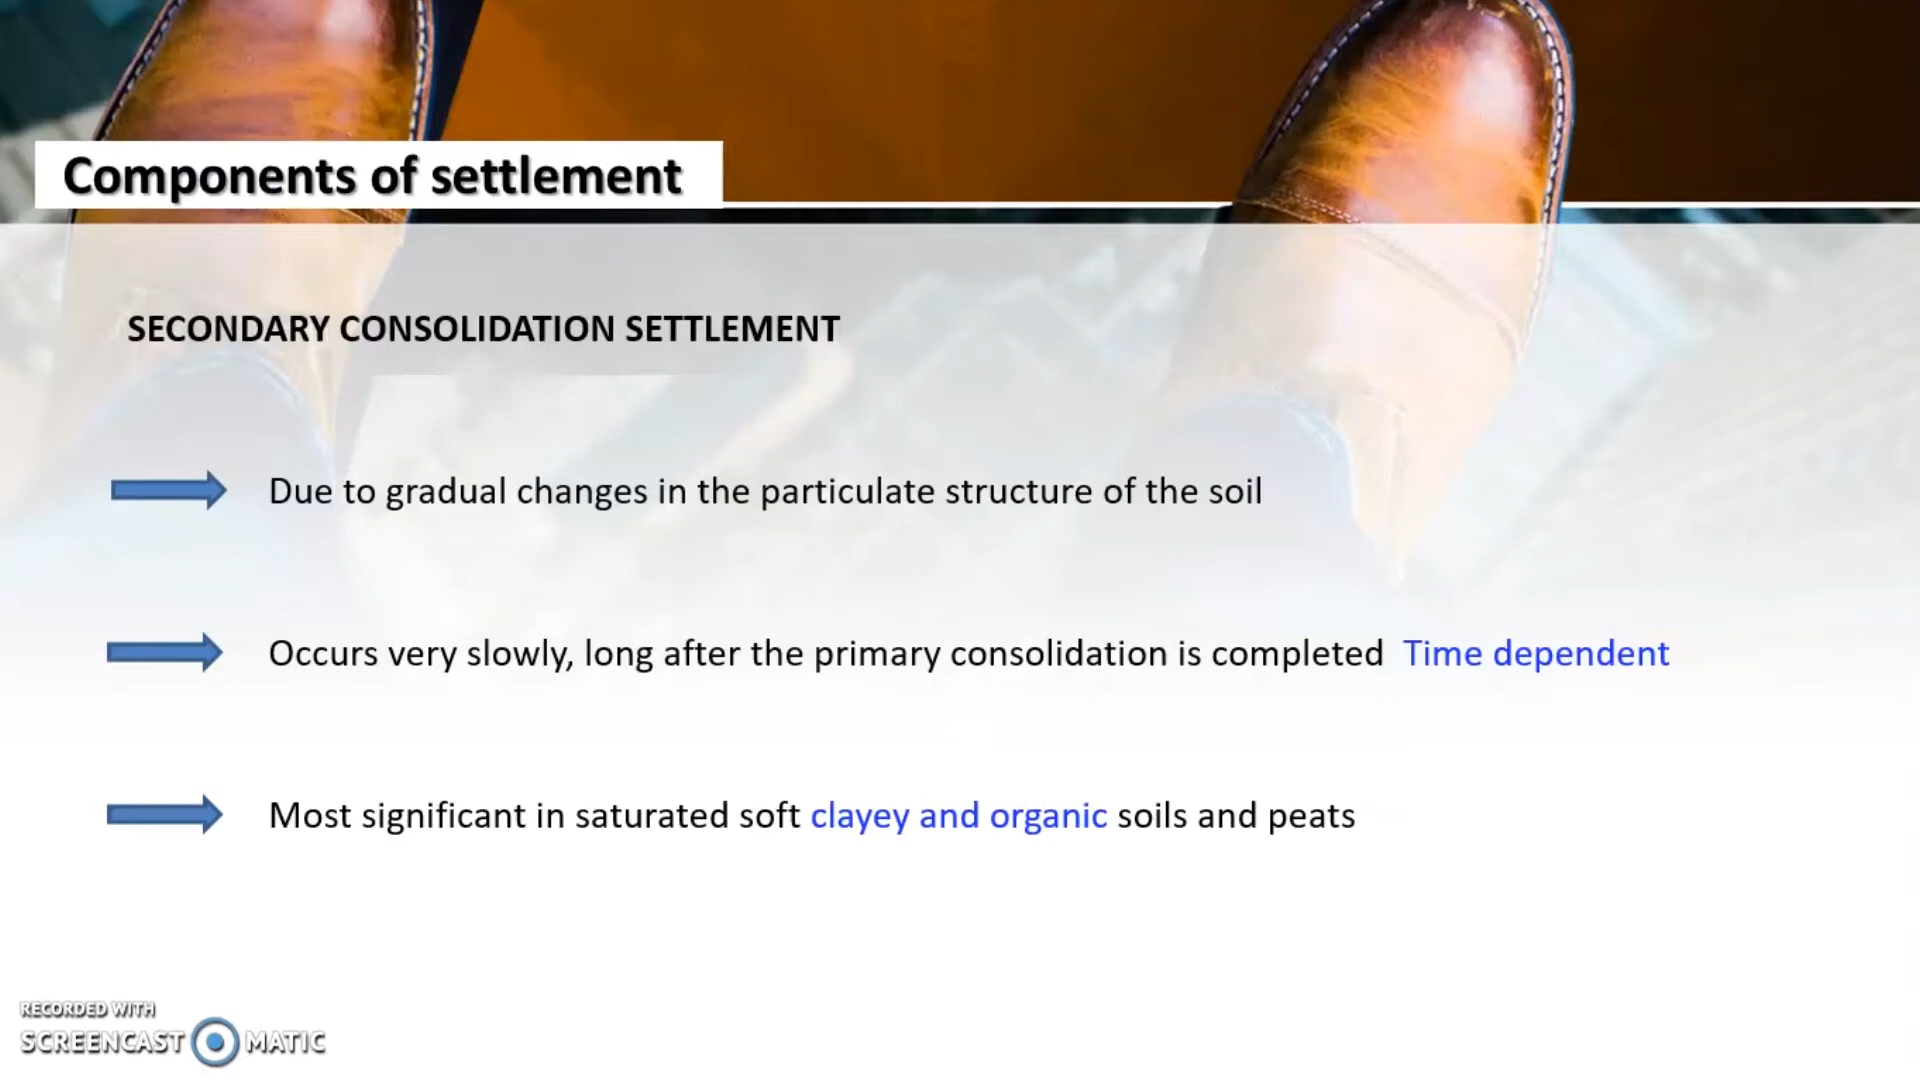 Components of settlement
SECONDARY CONSOLIDATION SETTLEMENT
Due to gradual changes in the particulate structure of the soil
Occurs very slowly, long after the primary consolidation is completed Time dependent
Most significant in saturated soft clayey and organic soils and peats
RECORDED WITH
SCREENCAST MATIC